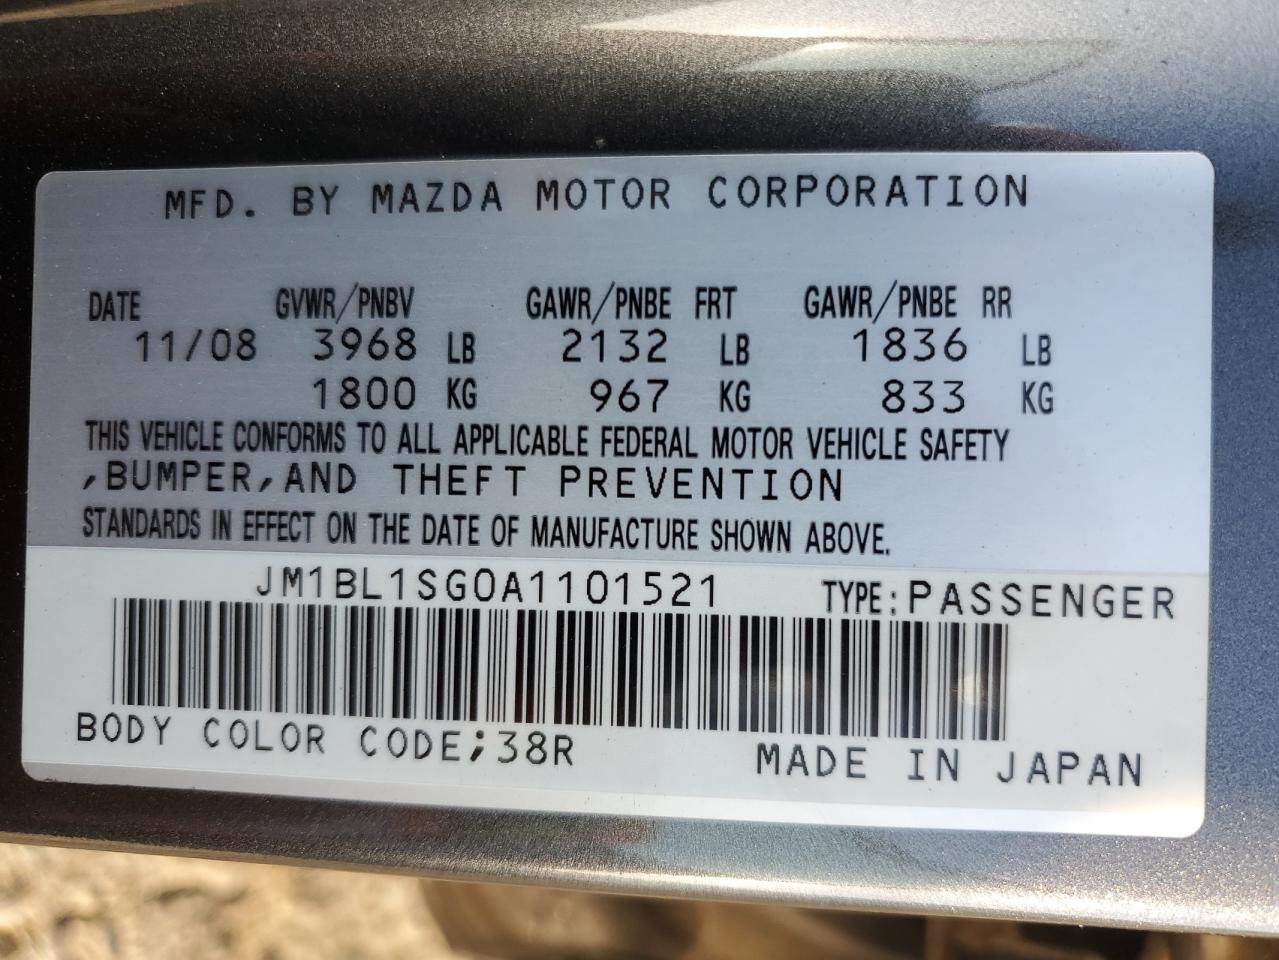 MFD. BY MAZDA MOTOR CORPORATION
DATE GVWR/PNBV GAWR/PNBE FRT GAWR/PNBE RR
11/08 3968 LB 2132 LB 1836 LB
1800 KG 967 KG 833 KG
THIS VEHICLE CONFORMS TO ALL APPLICABLE FEDERAL MOTOR VEHICLE SAFETY
,BUMPER,AND THEFT PREVENTION
STANDARDS IN EFFECT ON THE DATE OF MANUFACTURE SHOWN ABOVE.
JM1BL1SG0A1101521 TYPE:PASSENGER
BODY COLOR CODE;38R MADE IN JAPAN